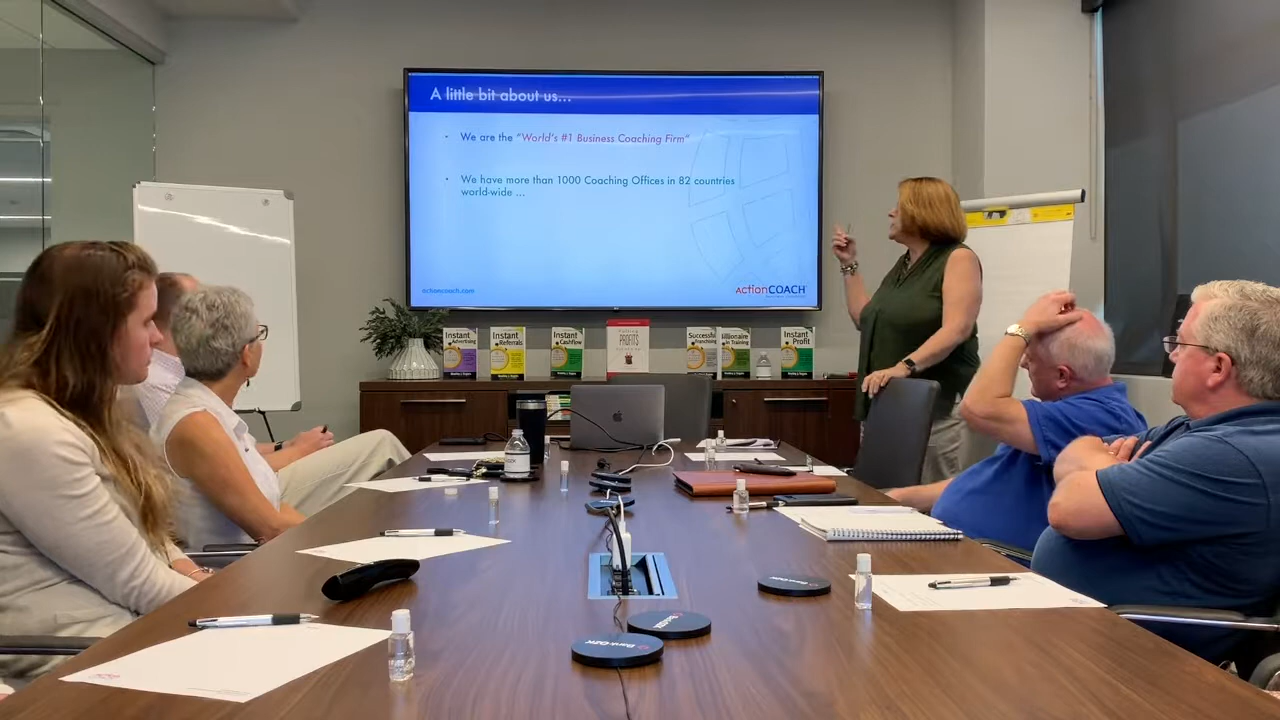 A little bit about us...
• We are the "World's #1 Business Coaching Firm"
• We have more than 1000 Coaching Offices in 82 countries
world-wide ...
actioncoach.com
ActionCOACH
Instant
Advertising
Instant
Referrals
Instant
Cashflow
PROFITS
Successful
Franchising
Billionaire
in Training
Instant
Profit
BankOZK